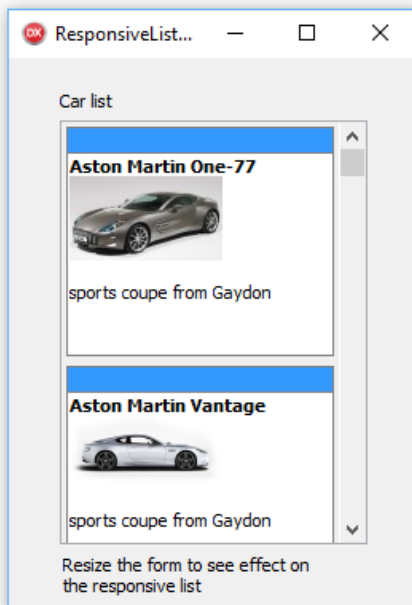 DX ResponsiveList...
Car list
Aston Martin One-77
sports coupe from Gaydon
Aston Martin Vantage
sports coupe from Gaydon
Resize the form to see effect on
the responsive list